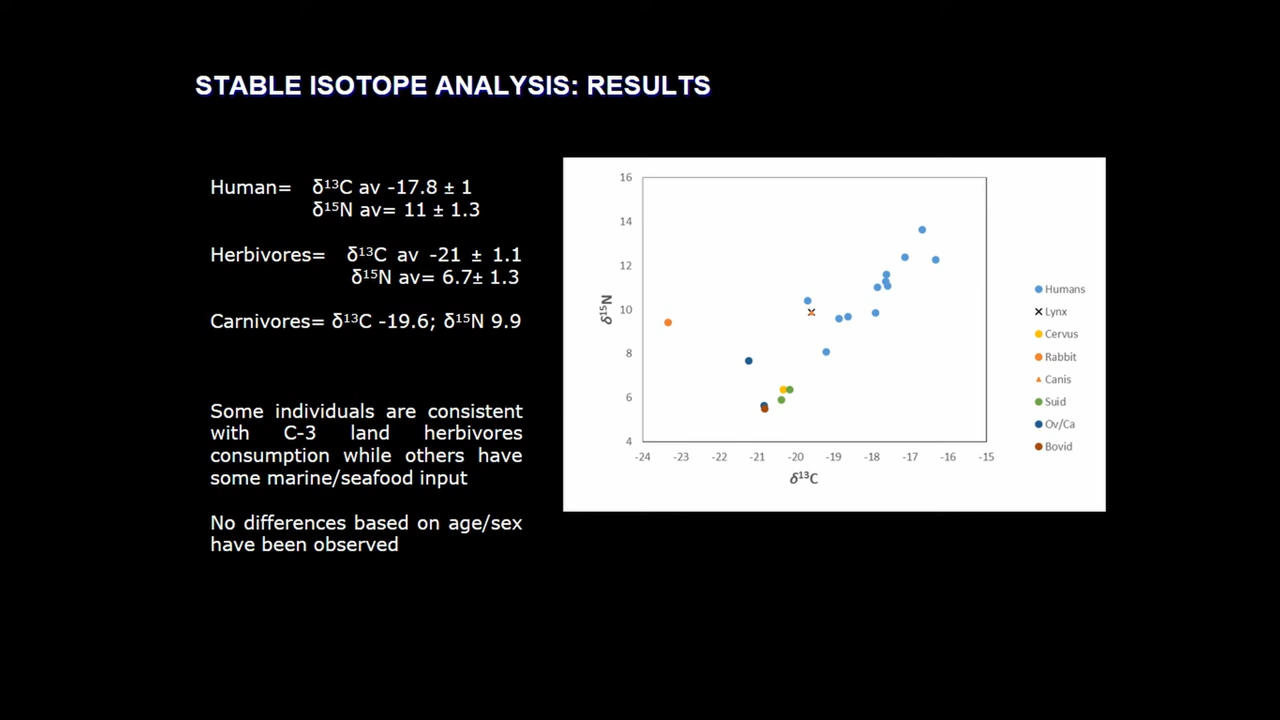 STABLE ISOTOPE ANALYSIS: RESULTS
Human= δ¹³C av -17.8 ± 1
δ¹⁵N av= 11 ± 1.3
Herbivores= δ¹³C av -21 ± 1.1
δ¹⁵N av= 6.7± 1.3
Carnivores= δ¹³C -19.6; δ¹⁵N 9.9
Some individuals are consistent
with C-3 land herbivores
consumption while others have
some marine/seafood input
No differences based on age/sex
have been observed
16
14
12
10
8
6
4
δ¹⁵N
-24 -23 -22 -21 -20 -19 -18 -17 -16 -15
δ¹³C
Humans
Lynx
Cervus
Rabbit
Canis
Suid
Ov/Ca
Bovid